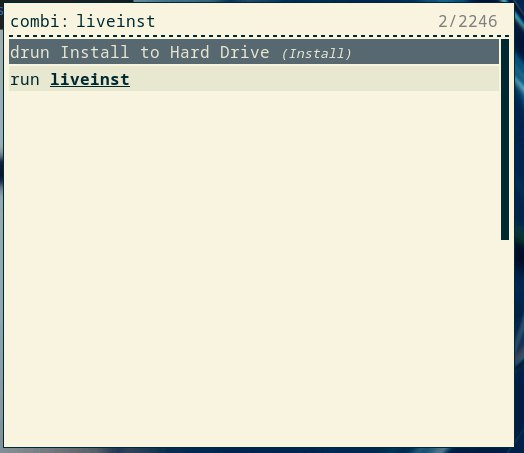 combi: liveinst 2/2246
drun Install to Hard Drive (Install)
run liveinst